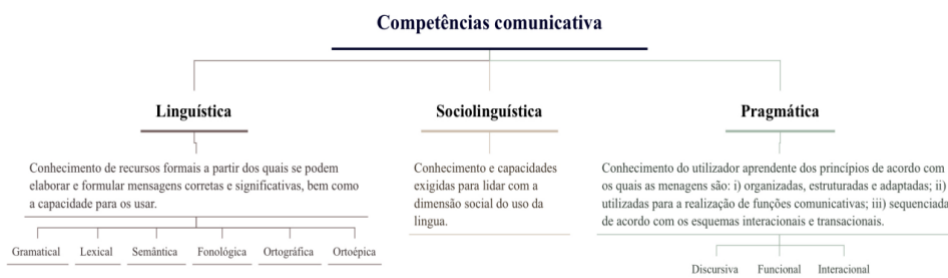 Competências comunicativa
Linguística
Conhecimento de recursos formais a partir dos quais se podem
elaborar e formular mensagens corretas e significativas, bem como
a capacidade para os usar.
Gramatical
Lexical
Semântica
Fonológica
Ortográfica
Ortoépica
Sociolinguística
Conhecimento e capacidades
exigidas para lidar com a
dimensão social do uso da
lingua.
Pragmática
Conhecimento do utilizador aprendente dos princípios de acordo com
os quais as menagens são: i) organizadas, estruturadas e adaptadas; ii)
utilizadas para a realização de funções comunicativas; iii) sequenciada
de acordo com os esquemas interacionais e transacionais.
Discursiva
Funcional
Interacional